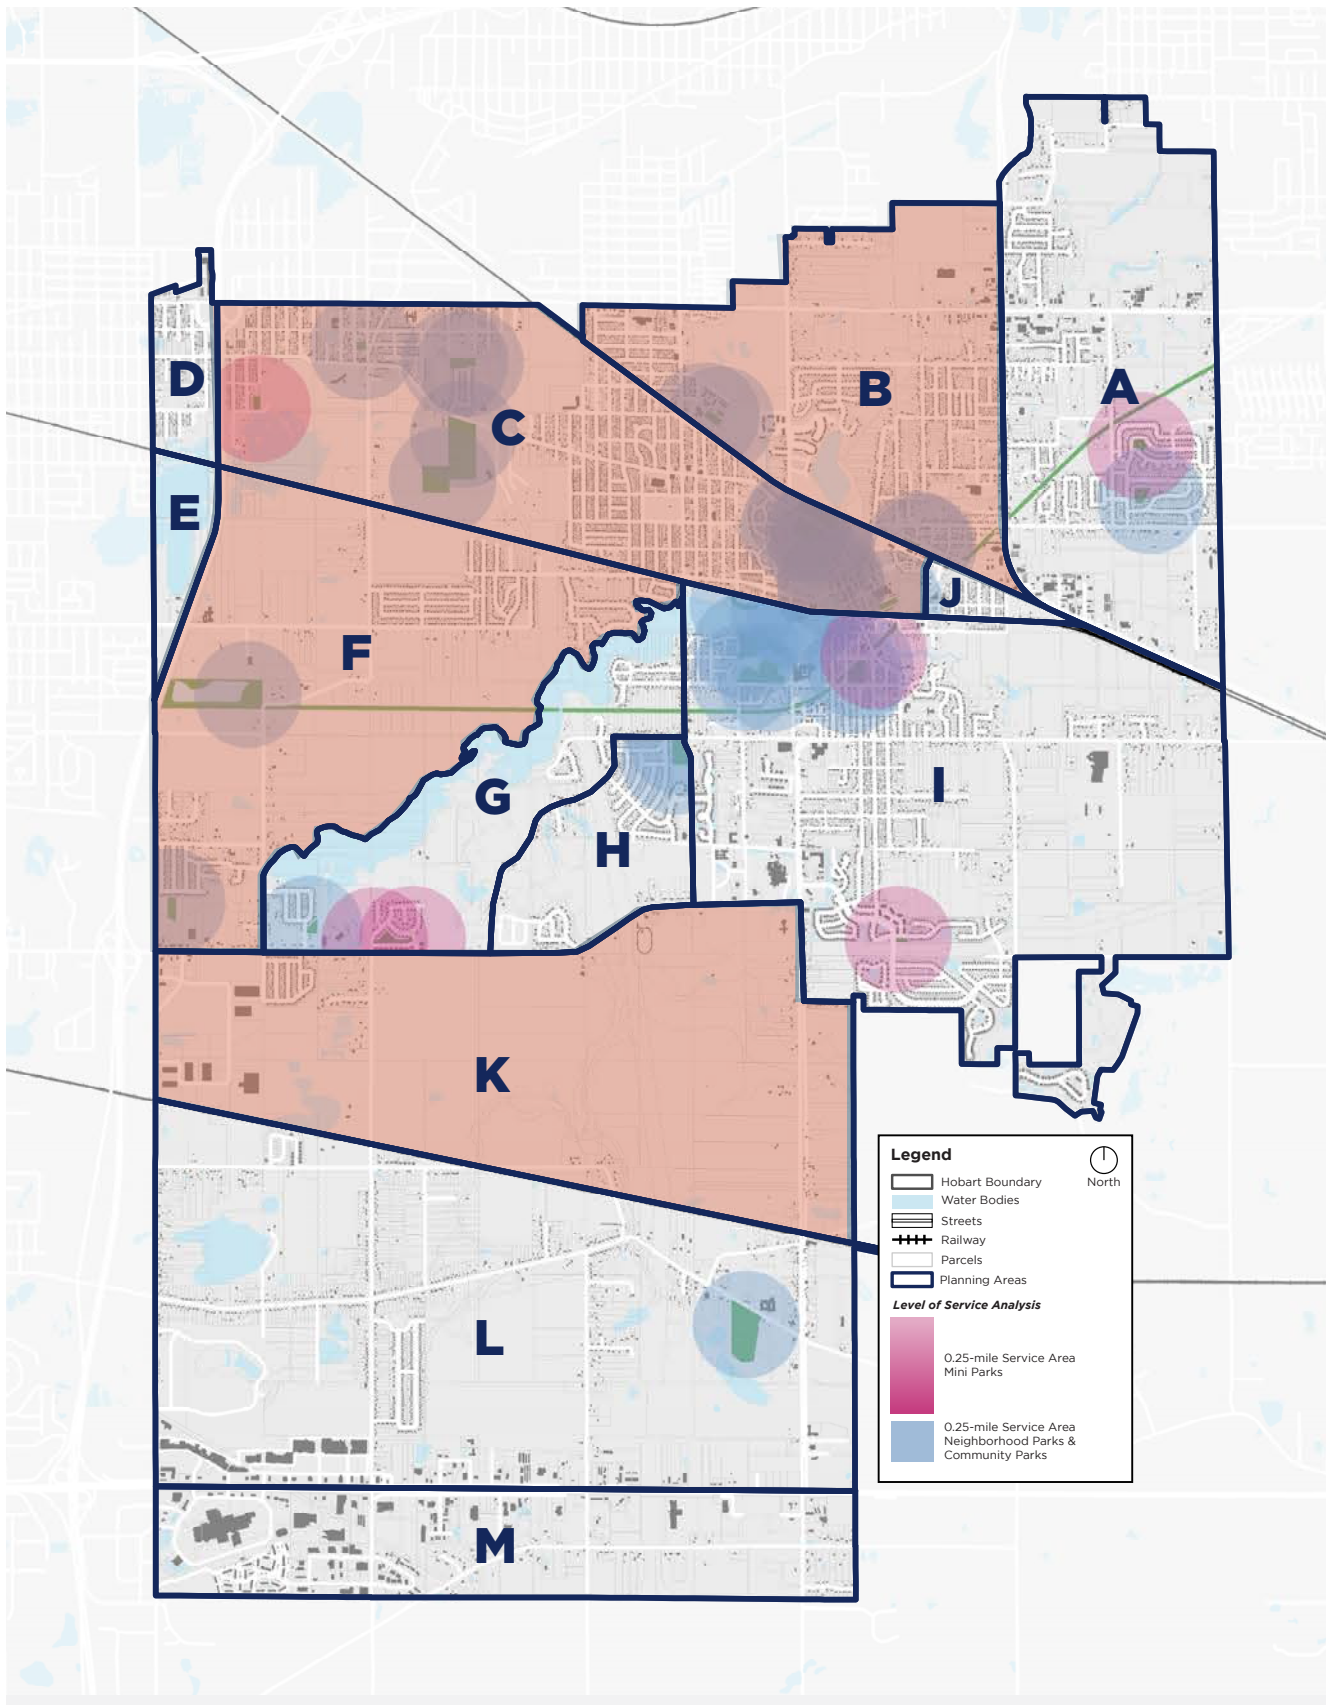 A
B
D
C
E
J
F
I
G
H
K
L
M
Legend
North
Hobart Boundary
Water Bodies
Streets
Railway
Parcels
Planning Areas
Level of Service Analysis
0.25-mile Service Area
Mini Parks
0.25-mile Service Area
Neighborhood Parks &
Community Parks